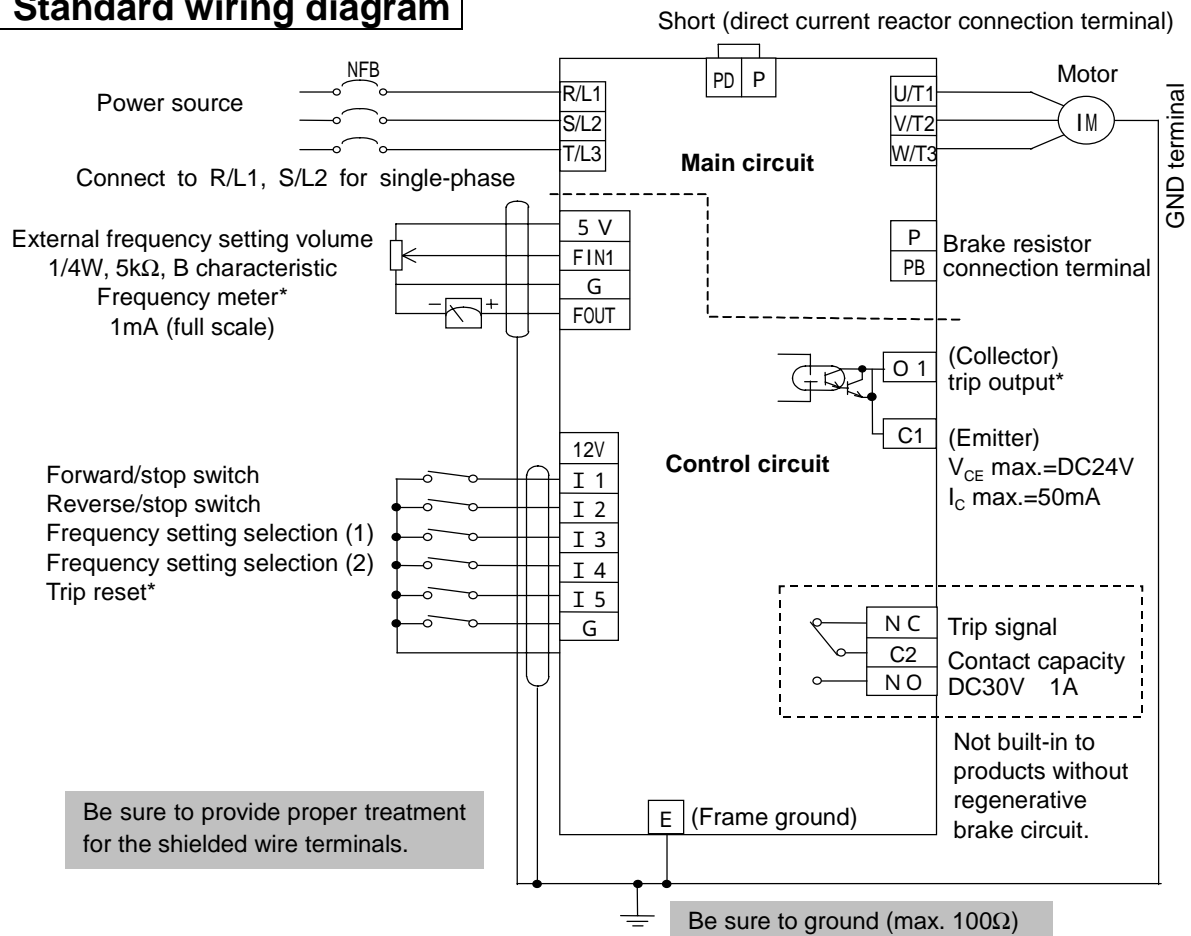 Standard wiring diagram
Short (direct current reactor connection terminal)
NFB
PD P
Motor
Power source
R/L1
S/L2
T/L3
U/T1
V/T2
W/T3
IM
GND terminal
Main circuit
Connect to R/L1, S/L2 for single-phase
External frequency setting volume
1/4W, 5kΩ, B characteristic
Frequency meter*
1mA (full scale)
5 V
FIN1
G
FOUT
− +
P
PB
Brake resistor
connection terminal
O 1
(Collector)
trip output*
C1
(Emitter)
VCE max.=DC24V
IC max.=50mA
Control circuit
12V
I 1
I 2
I 3
I 4
I 5
G
Forward/stop switch
Reverse/stop switch
Frequency setting selection (1)
Frequency setting selection (2)
Trip reset*
N C
C2
N O
Trip signal
Contact capacity
DC30V 1A
Not built-in to
products without
regenerative
brake circuit.
Be sure to provide proper treatment
for the shielded wire terminals.
E (Frame ground)
Be sure to ground (max. 100Ω)